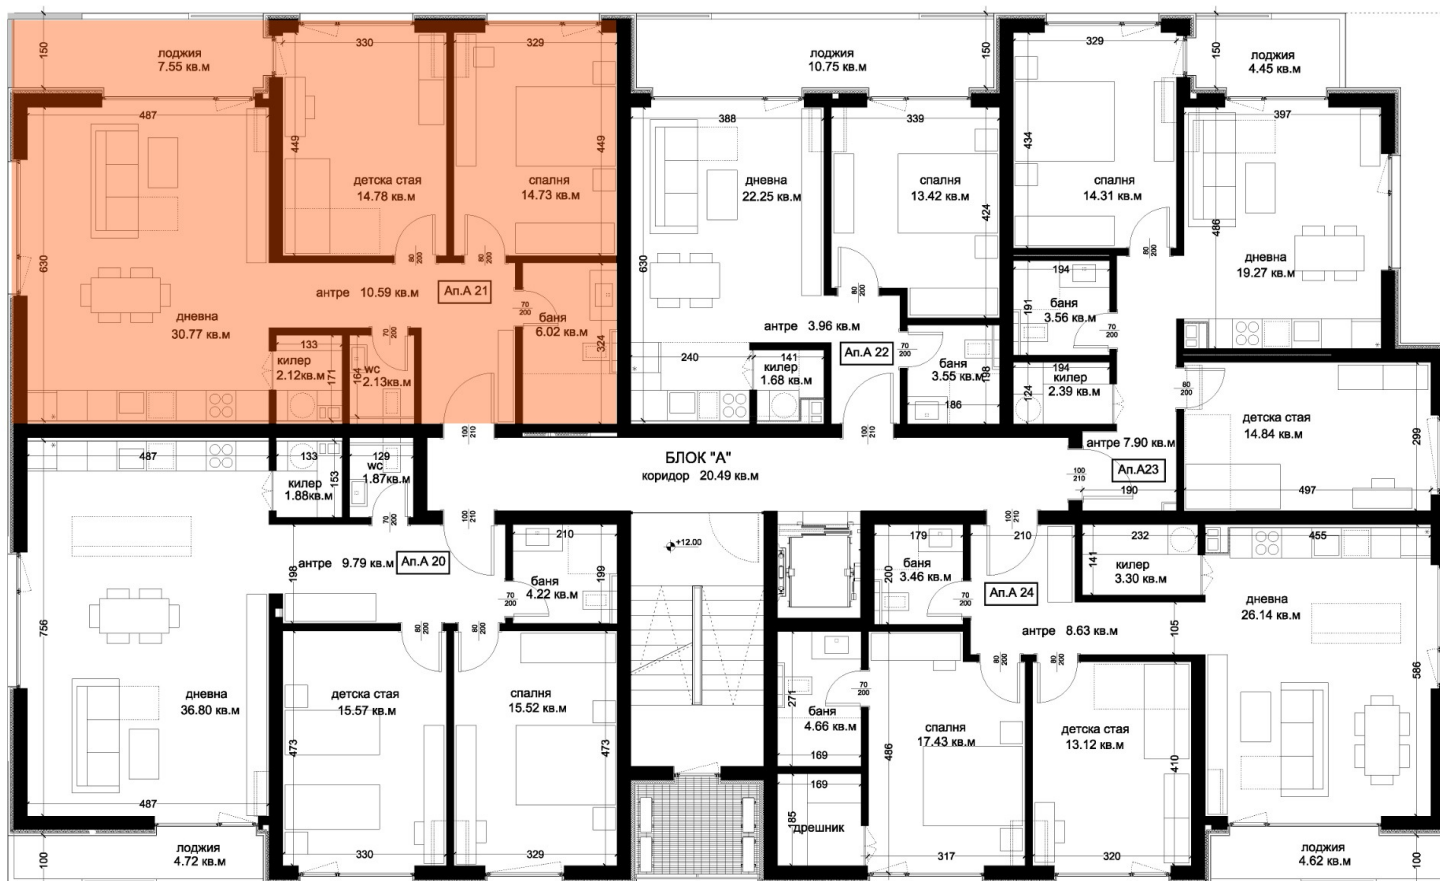 150
лоджия
7.55 кв.м
330
329
487
449
449
детска стая
14.78 кв.м
спалня
14.73 кв.м
630
80
200
80
200
антре 10.59 кв.м
Ап.А 21
дневна
30.77 кв.м
70
200
баня
6.02 кв.м
324
133
килер
2.12кв.м
171
70
200
164
wc
2.13кв.м
100
210
лоджия
10.75 кв.м
150
388
339
дневна
22.25 кв.м
спалня
13.42 кв.м
424
630
80
200
антре 3.96 кв.м
Ап.А 22
70
200
240
141
килер
1.68 кв.м
баня
3.55 кв.м
198
186
100
210
329
150
лоджия
4.45 кв.м
397
434
спалня
14.31 кв.м
486
80
200
дневна
19.27 кв.м
194
191
баня
3.56 кв.м
70
200
194
124
килер
2.39 кв.м
80
200
детска стая
14.84 кв.м
299
497
антре 7.90 кв.м
Ап.А23
100
210
190
БЛОК "А"
коридор 20.49 кв.м
487
133
153
килер
1.88кв.м
129
wc
1.87кв.м
70
200
100
210
антре 9.79 кв.м
Ап.А 20
198
210
199
баня
4.22 кв.м
70
200
80
200
80
200
756
дневна
36.80 кв.м
детска стая
15.57 кв.м
спалня
15.52 кв.м
473
473
487
330
329
100
лоджия
4.72 кв.м
+12.00
179
200
баня
3.46 кв.м
70
200
100
210
210
Ап.А 24
232
141
килер
3.30 кв.м
455
антре 8.63 кв.м
105
дневна
26.14 кв.м
586
80
200
80
200
70
200
271
баня
4.66 кв.м
169
486
спалня
17.43 кв.м
детска стая
13.12 кв.м
410
169
185
дрешник
317
320
лоджия
4.62 кв.м
100